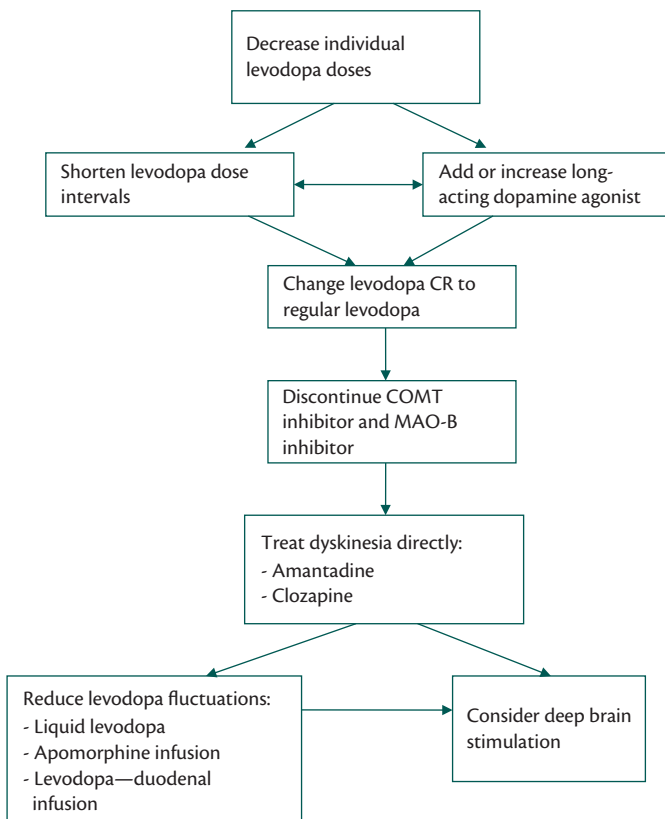 Decrease individual
levodopa doses
Shorten levodopa dose
intervals
Add or increase long-
acting dopamine agonist
Change levodopa CR to
regular levodopa
Discontinue COMT
inhibitor and MAO-B
inhibitor
Treat dyskinesia directly:
- Amantadine
- Clozapine
Reduce levodopa fluctuations:
- Liquid levodopa
- Apomorphine infusion
- Levodopa—duodenal
infusion
Consider deep brain
stimulation